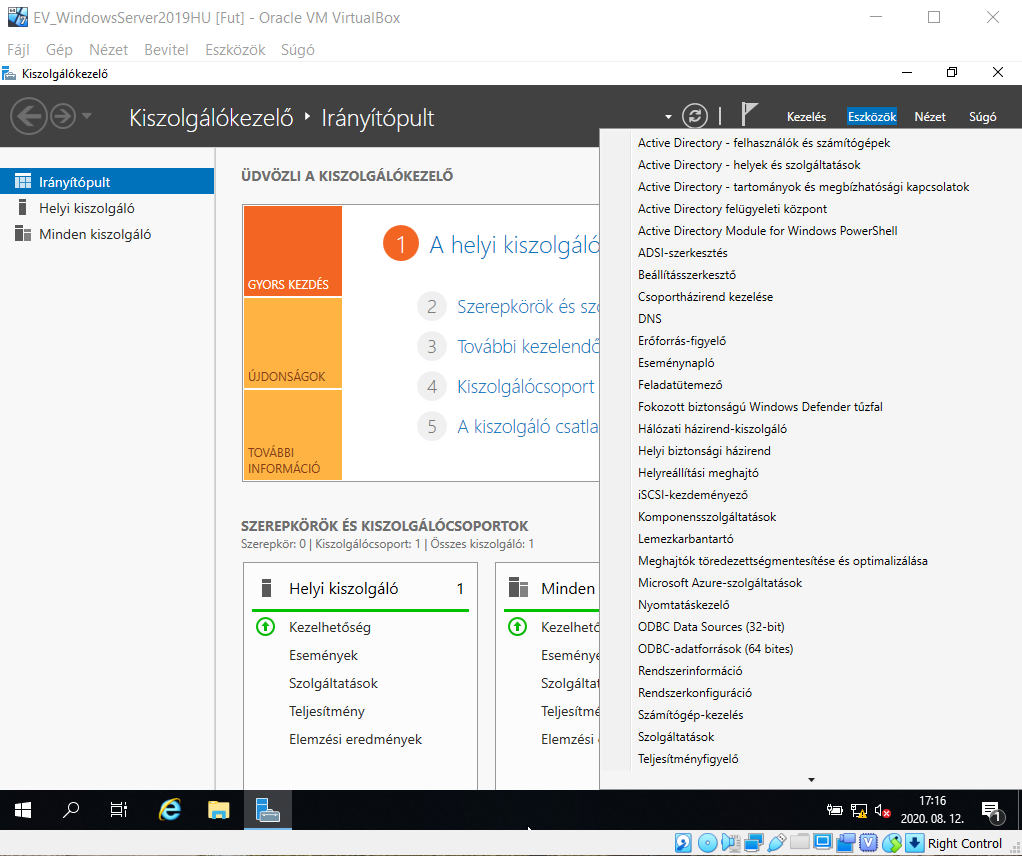 EV_WindowsServer2019HU [Fut] - Oracle VM VirtualBox
Fájl Gép Nézet Bevitel Eszközök Súgó
Kiszolgálókezelő
Kiszolgálókezelő Irányítópult
Kezelés Eszközök Nézet Súgó
Irányítópult
Helyi kiszolgáló
Minden kiszolgáló
ÜDVÖZLI A KISZOLGÁLÓKEZELŐ
GYORS KEZDÉS
ÚJDONSÁGOK
TOVÁBBI
INFORMÁCIÓ
1 A helyi kiszolgáló
2 Szerepkörök és szo
3 További kezelendő
4 Kiszolgálócsoport
5 A kiszolgáló csatla
SZEREPKÖRÖK ÉS KISZOLGÁLÓCSOPORTOK
Szerepkör: 0 | Kiszolgálócsoport: 1 | Összes kiszolgáló: 1
Helyi kiszolgáló 1
Kezelhetőség
Események
Szolgáltatások
Teljesítmény
Elemzési eredmények
Minden
Kezelhető
Eseménye
Szolgáltat
Teljesítmé
Elemzési
Active Directory - felhasználók és számítógépek
Active Directory - helyek és szolgáltatások
Active Directory - tartományok és megbízhatósági kapcsolatok
Active Directory felügyeleti központ
Active Directory Module for Windows PowerShell
ADSI-szerkesztés
Beállításszerkesztő
Csoportházirend kezelése
DNS
Erőforrás-figyelő
Eseménynapló
Feladatütemező
Fokozott biztonságú Windows Defender tűzfal
Hálózati házirend-kiszolgáló
Helyi biztonsági házirend
Helyreállítási meghajtó
iSCSI-kezdeményező
Komponensszolgáltatások
Lemezkarbantartó
Meghajtók töredezettségmentesítése és optimalizálása
Microsoft Azure-szolgáltatások
Nyomtatáskezelő
ODBC Data Sources (32-bit)
ODBC-adatforrások (64 bites)
Rendszerinformáció
Rendszerkonfiguráció
Számítógép-kezelés
Szolgáltatások
Teljesítményfigyelő
17:16
2020. 08. 12.
1
Right Control